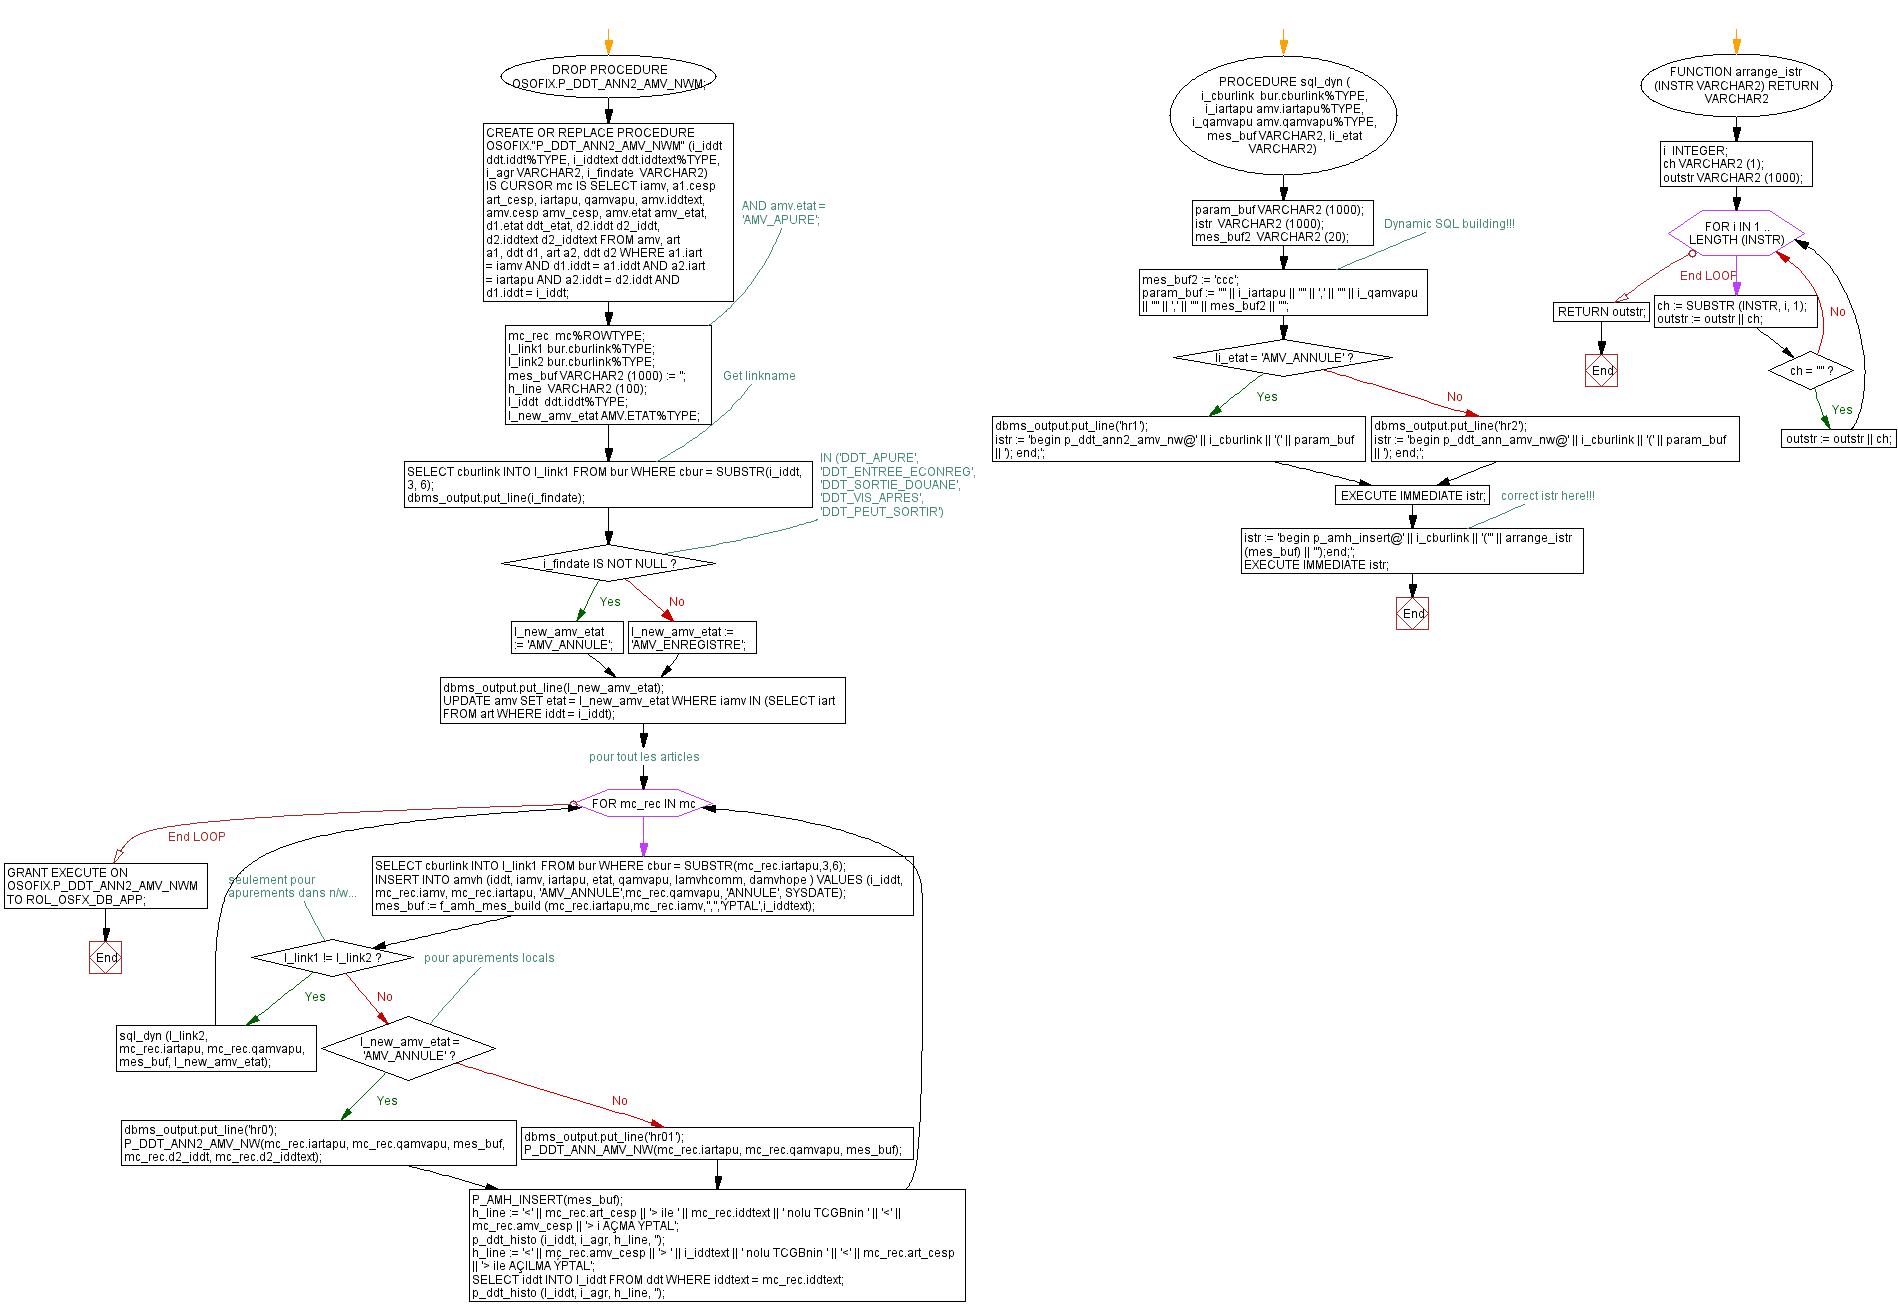 DROP PROCEDURE
OSOFIX.P_DDT_ANN2_AMV_NWM;
CREATE OR REPLACE PROCEDURE
OSOFIX."P_DDT_ANN2_AMV_NWM" (i_iddt
ddt.iddt%TYPE, i_iddtext ddt.iddtext%TYPE,
i_agr VARCHAR2, i_findate  VARCHAR2)
IS CURSOR mc IS SELECT iamv, a1.cesp
art_cesp, iartapu, qamvapu, amv.iddtext,
amv.cesp amv_cesp, amv.etat amv_etat,
d1.etat ddt_etat, d2.iddt d2_iddt,
d2.iddtext d2_iddtext FROM amv, art
a1, ddt d1, art a2, ddt d2 WHERE a1.iart
= iamv AND d1.iddt = a1.iddt AND a2.iart
= iartapu AND a2.iddt = d2.iddt AND
d1.iddt = i_iddt;
AND amv.etat =
'AMV_APURE';
mc_rec  mc%ROWTYPE;
l_link1 bur.cburlink%TYPE;
l_link2 bur.cburlink%TYPE;
mes_buf VARCHAR2 (1000) := '';
h_line  VARCHAR2 (100);
l_iddt  ddt.iddt%TYPE;
l_new_amv_etat AMV.ETAT%TYPE;
Get linkname
SELECT cburlink INTO l_link1 FROM bur WHERE cbur = SUBSTR(i_iddt,
3, 6);
dbms_output.put_line(i_findate);
IN ('DDT_APURE',
'DDT_ENTREE_ECONREG',
'DDT_SORTIE_DOUANE',
'DDT_VIS_APRES',
'DDT_PEUT_SORTIR')
i_findate IS NOT NULL ?
Yes
No
l_new_amv_etat
:= 'AMV_ANNULE';
l_new_amv_etat :=
'AMV_ENREGISTRE';
dbms_output.put_line(l_new_amv_etat);
UPDATE amv SET etat = l_new_amv_etat WHERE iamv IN (SELECT iart
FROM art WHERE iddt = i_iddt);
pour tout les articles
FOR mc_rec IN mc
End LOOP
GRANT EXECUTE ON
OSOFIX.P_DDT_ANN2_AMV_NWM
TO ROL_OSFX_DB_APP;
End
SELECT cburlink INTO l_link1 FROM bur WHERE cbur = SUBSTR(mc_rec.iartapu,3,6);
INSERT INTO amvh (iddt, iamv, iartapu, etat, qamvapu, lamvhcomm, damvhope ) VALUES (i_iddt,
mc_rec.iamv, mc_rec.iartapu, 'AMV_ANNULE',mc_rec.qamvapu, 'ANNULE', SYSDATE);
mes_buf := f_amh_mes_build (mc_rec.iartapu,mc_rec.iamv,'','','ÝPTAL',i_iddtext);
seulement pour
apurements dans n/w...
l_link1 != l_link2 ?
pour apurements locals
Yes
No
sql_dyn (l_link2,
mc_rec.iartapu, mc_rec.qamvapu,
mes_buf, l_new_amv_etat);
l_new_amv_etat =
'AMV_ANNULE' ?
Yes
No
dbms_output.put_line('hr0');
P_DDT_ANN2_AMV_NW(mc_rec.iartapu, mc_rec.qamvapu, mes_buf,
mc_rec.d2_iddt, mc_rec.d2_iddtext);
dbms_output.put_line('hr01');
P_DDT_ANN_AMV_NW(mc_rec.iartapu, mc_rec.qamvapu, mes_buf);
P_AMH_INSERT(mes_buf);
h_line := '<' || mc_rec.art_cesp || '> ile ' || mc_rec.iddtext || ' nolu TCGBnin ' || '<' ||
mc_rec.amv_cesp || '> i AÇMA ÝPTAL';
p_ddt_histo (i_iddt, i_agr, h_line, '');
h_line := '<' || mc_rec.amv_cesp || '> ' || i_iddtext || ' nolu TCGBnin ' || '<' || mc_rec.art_cesp
|| '> ile AÇILMA ÝPTAL';
SELECT iddt INTO l_iddt FROM ddt WHERE iddtext = mc_rec.iddtext;
p_ddt_histo (l_iddt, i_agr, h_line, '');
PROCEDURE sql_dyn (
i_cburlink  bur.cburlink%TYPE,
i_iartapu amv.iartapu%TYPE,
i_qamvapu amv.qamvapu%TYPE,
mes_buf VARCHAR2, li_etat
VARCHAR2)
param_buf VARCHAR2 (1000);
istr  VARCHAR2 (1000);
mes_buf2  VARCHAR2 (20);
Dynamic SQL building!!!
mes_buf2 := 'ccc';
param_buf := '''' || i_iartapu || '''' || ',' || '''' || i_qamvapu
|| '''' || ',' || '''' || mes_buf2 || '''';
li_etat = 'AMV_ANNULE' ?
Yes
No
dbms_output.put_line('hr1');
istr := 'begin p_ddt_ann2_amv_nw@' || i_cburlink || '(' || param_buf
|| '); end;';
dbms_output.put_line('hr2');
istr := 'begin p_ddt_ann_amv_nw@' || i_cburlink || '(' || param_buf
|| '); end;';
EXECUTE IMMEDIATE istr;
correct istr here!!!
istr := 'begin p_amh_insert@' || i_cburlink || '(''' || arrange_istr
(mes_buf) || ''');end;';
EXECUTE IMMEDIATE istr;
End
FUNCTION arrange_istr
(INSTR VARCHAR2) RETURN
VARCHAR2
i  INTEGER;
ch VARCHAR2 (1);
outstr VARCHAR2 (1000);
FOR i IN 1 ..
LENGTH (INSTR)
End LOOP
RETURN outstr;
End
ch := SUBSTR (INSTR, i, 1);
outstr := outstr || ch;
No
ch = '''' ?
Yes
outstr := outstr || ch;